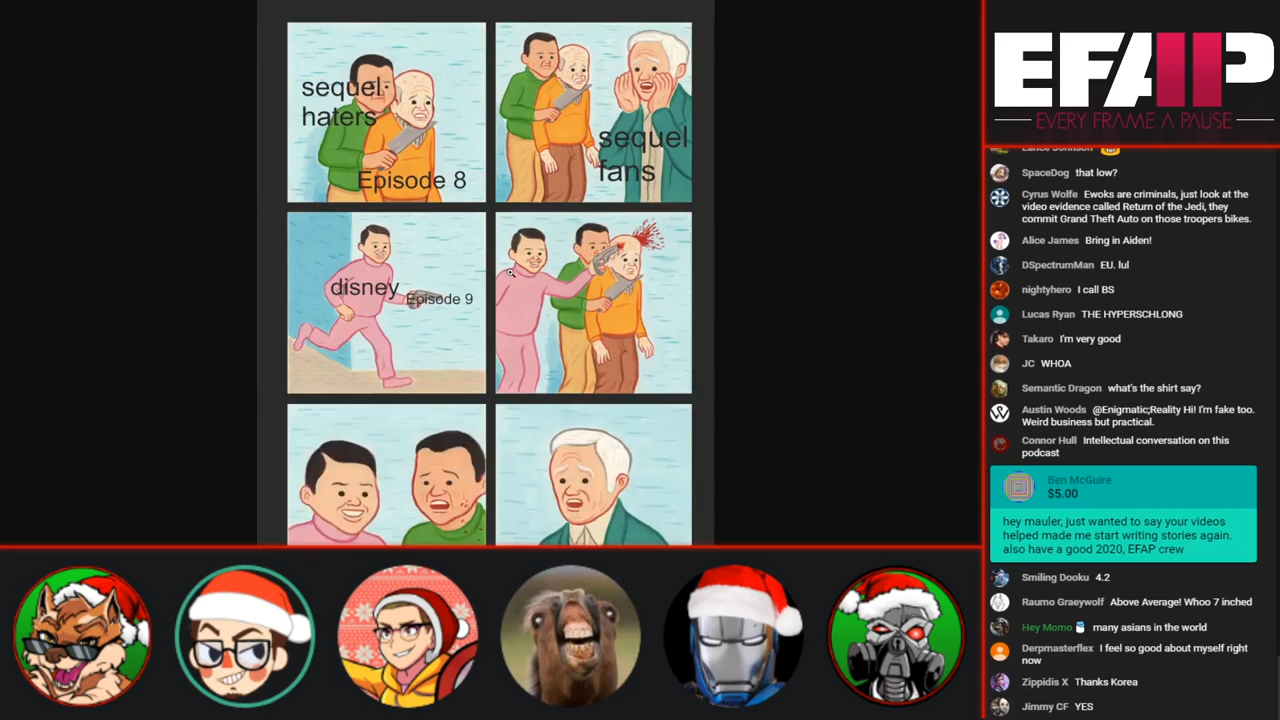 sequel
haters
Episode 8
sequel
fans
disney
Episode 9
EFAP
EVERY FRAME A PAUSE
Lance Johnson
SpaceDog that low?
Cyrus Wolfe Ewoks are criminals, just look at the
video evidence called Return of the Jedi, they
commit Grand Theft Auto on those troopers bikes.
Alice James Bring in Aiden!
DSpectrumMan EU. lul
nightyhero I call BS
Lucas Ryan THE HYPERSCHLONG
Takaro I'm very good
JC WHOA
Semantic Dragon what's the shirt say?
Austin Woods @Enigmatic;Reality Hi! I'm fake too.
Weird business but practical.
Connor Hull Intellectual conversation on this
podcast
Ben McGuire
$5.00
hey mauler, just wanted to say your videos
helped made me start writing stories again.
also have a good 2020, EFAP crew
Smiling Dooku 4.2
Raumo Graeywolf Above Average! Whoo 7 inched
Hey Momo many asians in the world
Derpmasterflex I feel so good about myself right
now
Zippidis X Thanks Korea
Jimmy CF YES